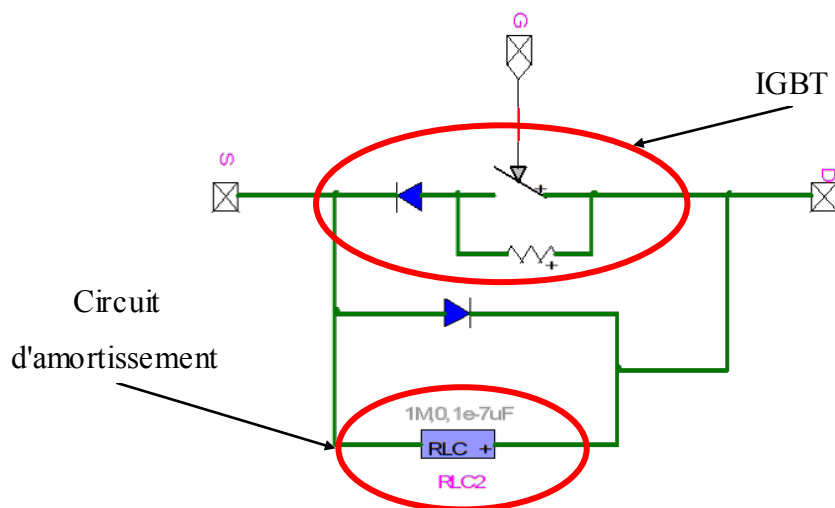 G
IGBT
S
D
+
+
Circuit
d'amortissement
1M,0,1e-7uF
RLC +
RLC2